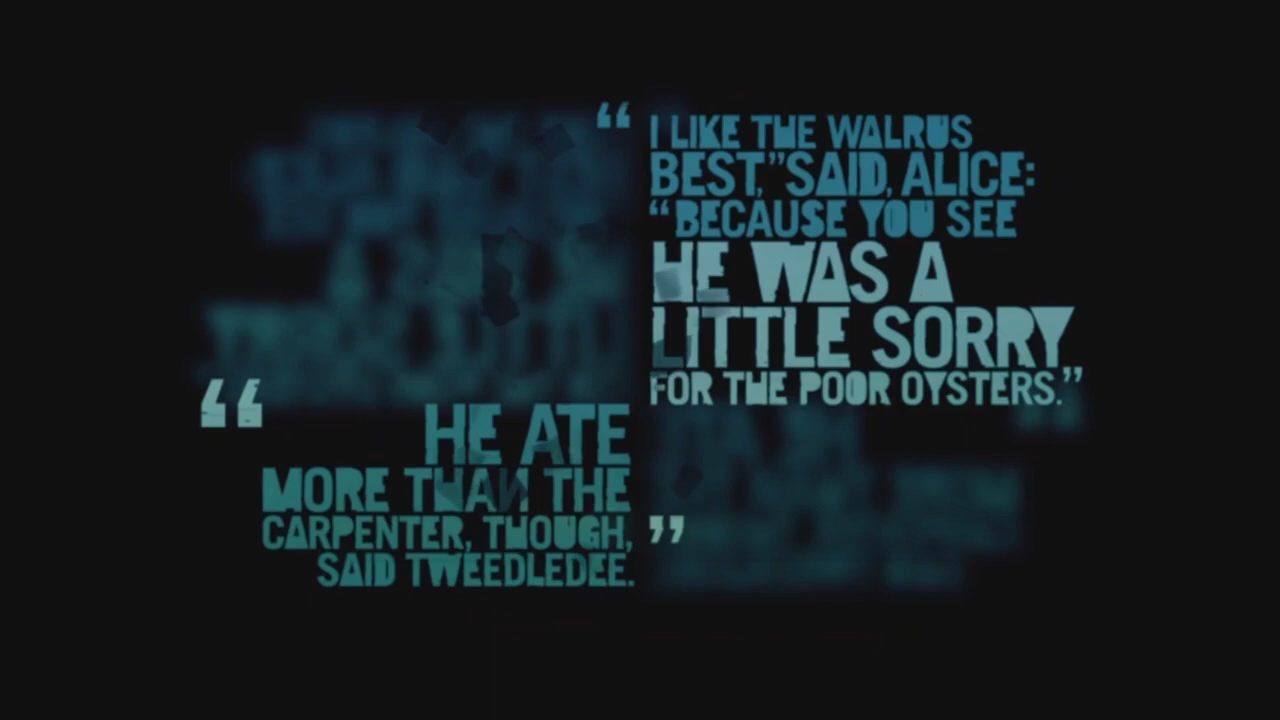 “I LIKE THE WALRUS
BEST,” SAID, ALICE:
“BECAUSE YOU SEE
HE WAS A
LITTLE SORRY
FOR THE POOR OYSTERS.”
“HE ATE
MORE THAN THE
CARPENTER, THOUGH,
SAID TWEEDLEDEE.”